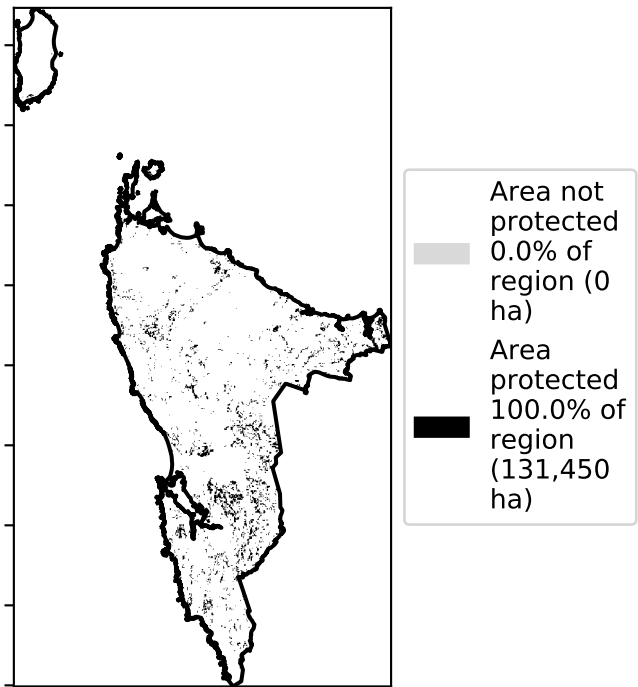 Area not
protected
0.0% of
region (0
ha)
Area
protected
100.0% of
region
(131,450
ha)